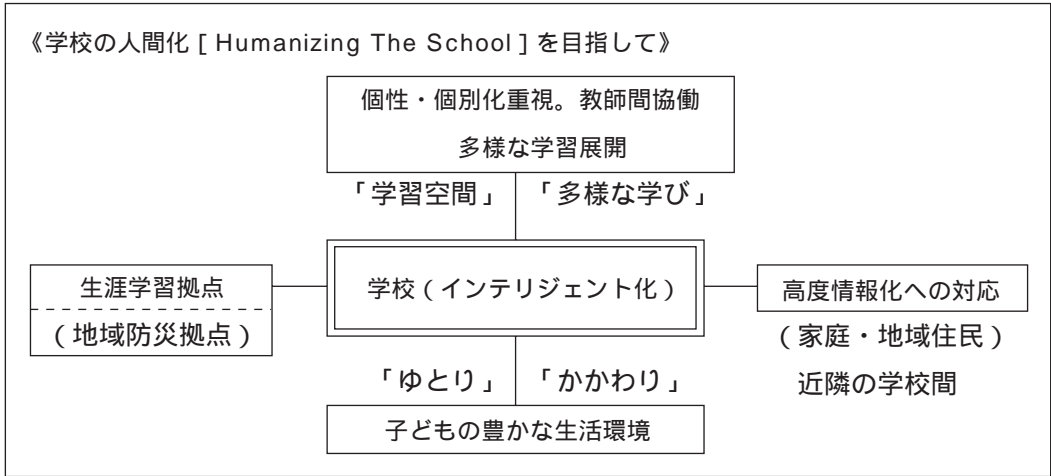 《学校の人間化[Humanizing The School]を目指して》
個性・個別化重視。教師間協働
多様な学習展開
「学習空間」
「多様な学び」
生涯学習拠点
(地域防災拠点)
学校(インテリジェント化)
高度情報化への対応
(家庭・地域住民)
近隣の学校間
「ゆとり」
「かかわり」
子どもの豊かな生活環境